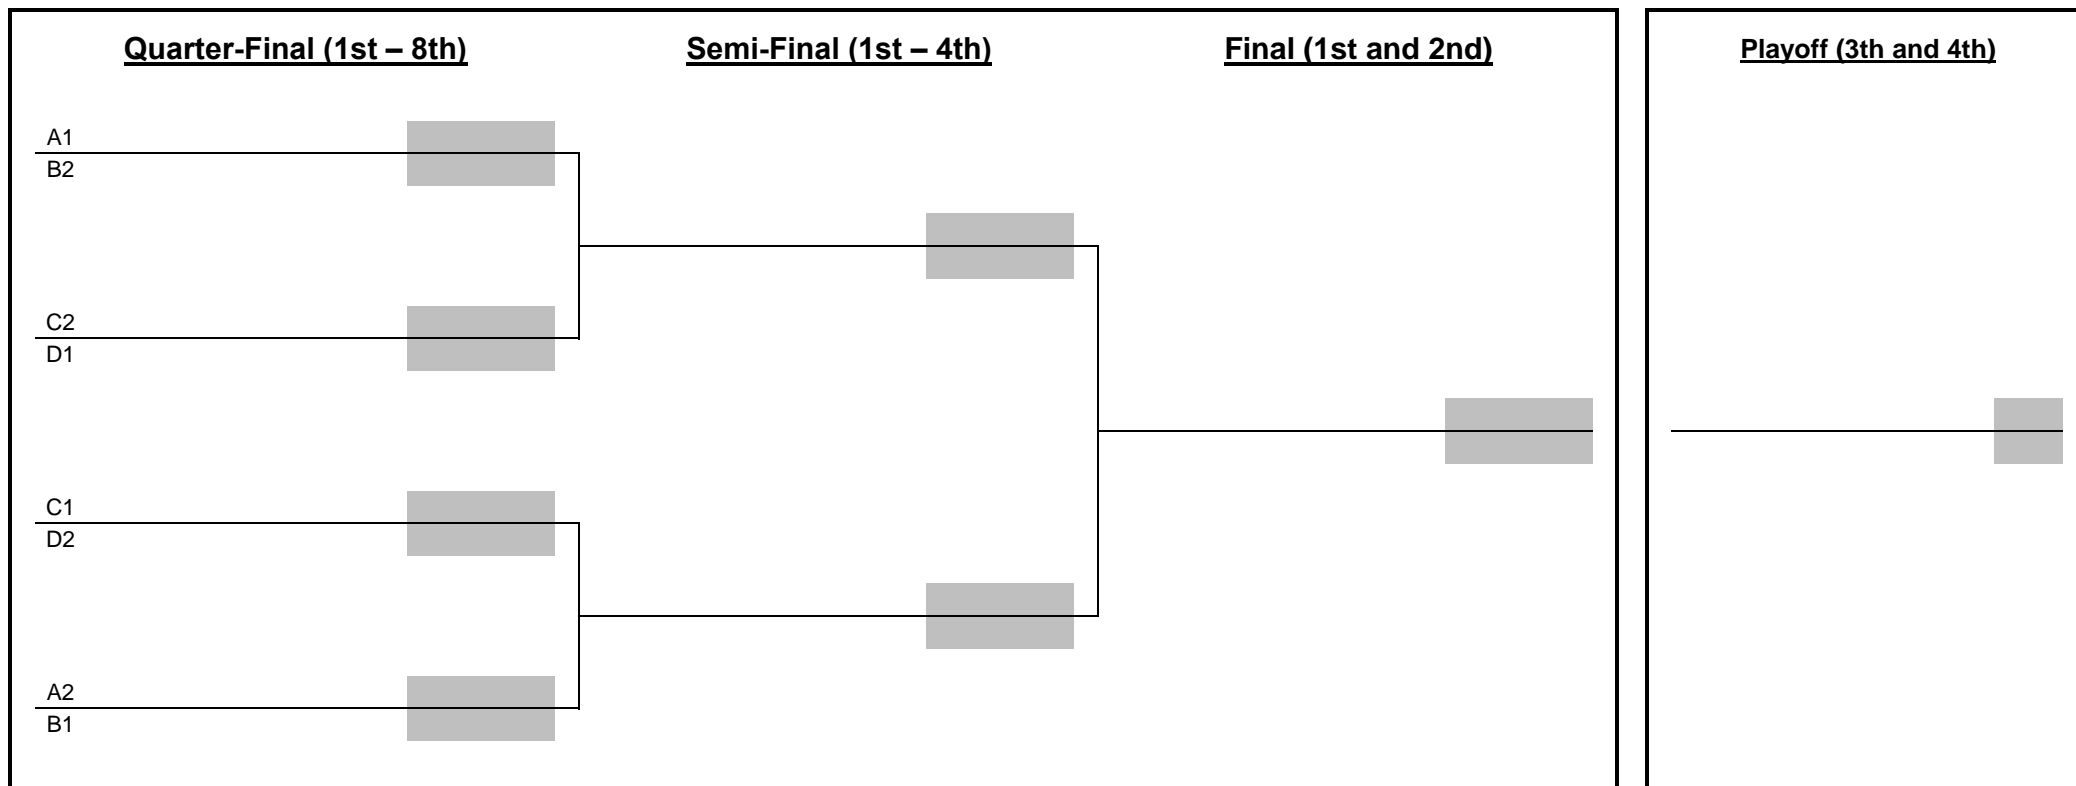 Quarter-Final (1st – 8th)
Semi-Final (1st – 4th)
Final (1st and 2nd)
Playoff (3th and 4th)
A1
B2
C2
D1
C1
D2
A2
B1